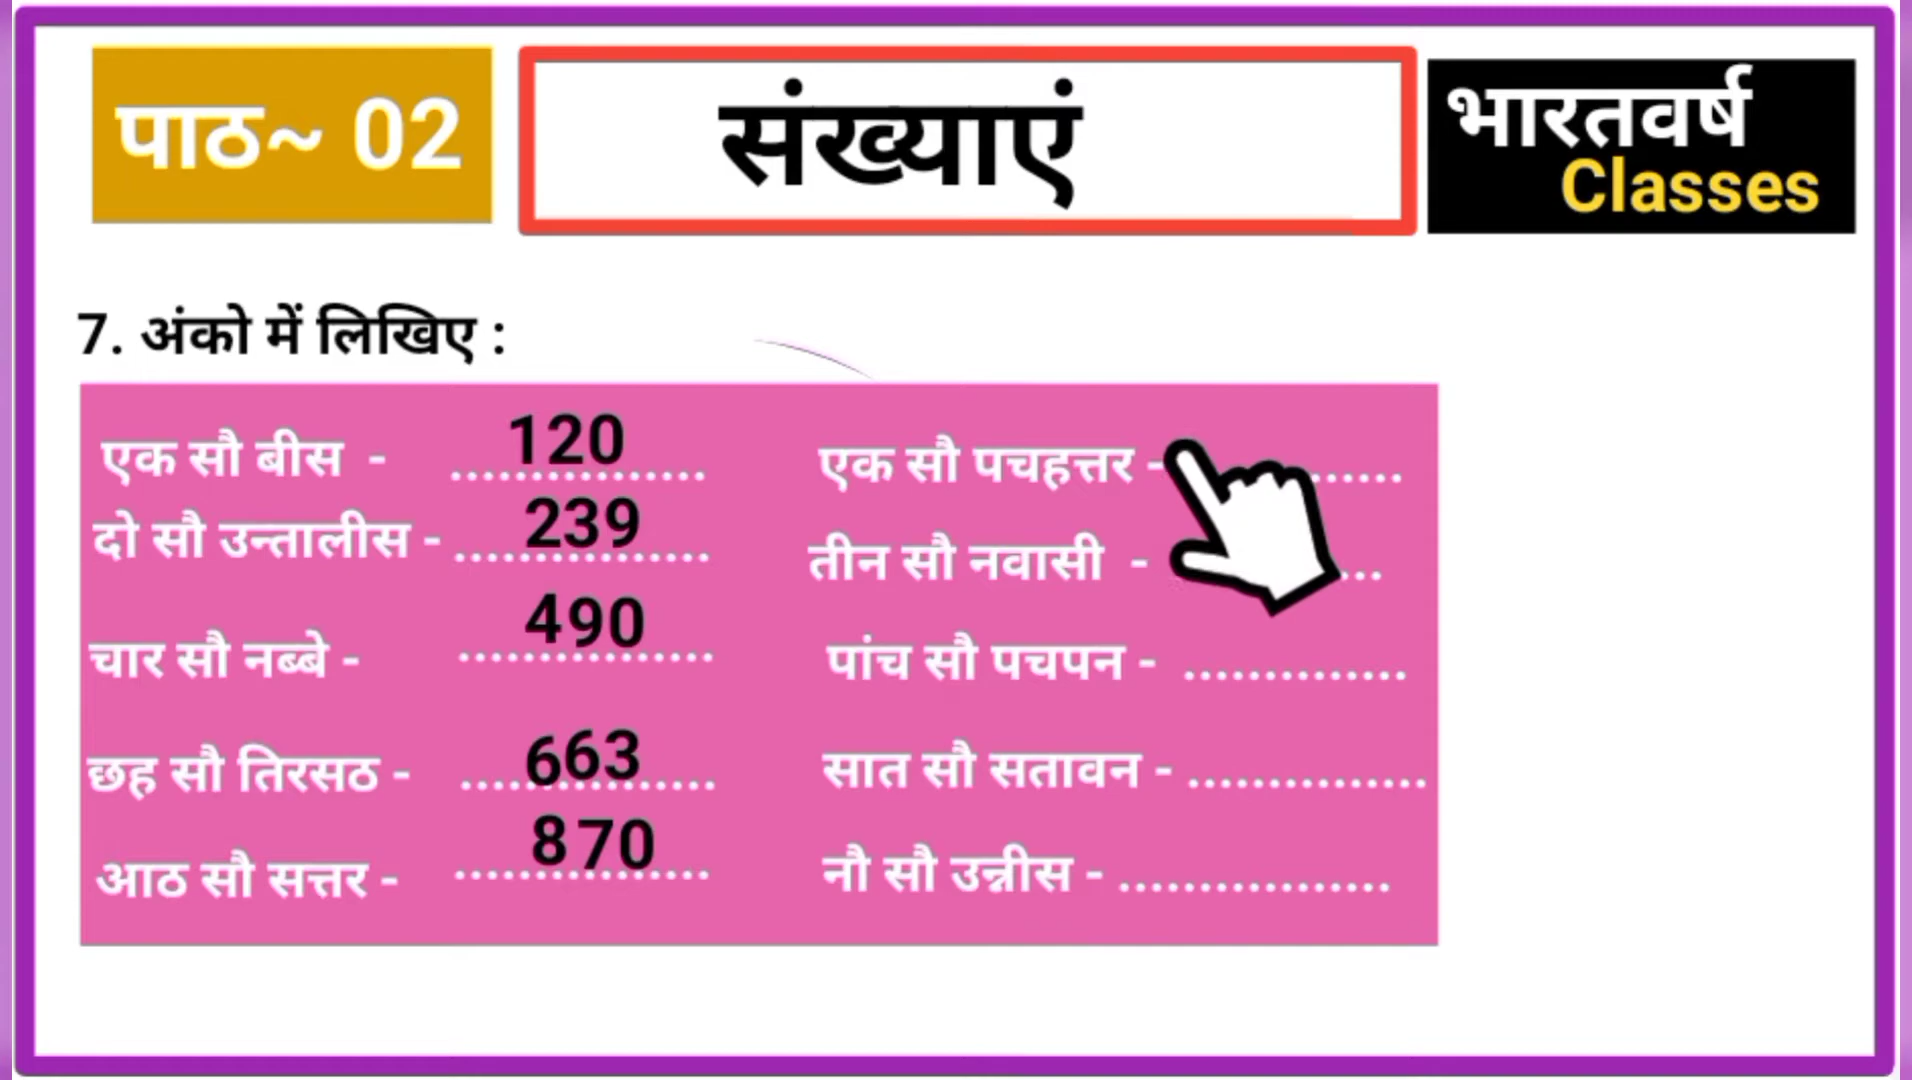 पाठ~ 02
संख्याएं
भारतवर्ष
Classes
7. अंको में लिखिए :
एक सौ बीस - 120
दो सौ उन्तालीस - 239
चार सौ नब्बे - 490
छह सौ तिरसठ - 663
आठ सौ सत्तर - 870
एक सौ पचहत्तर - ......
तीन सौ नवासी - ...
पांच सौ पचपन - ..............
सात सौ सतावन - ...............
नौ सौ उन्नीस - .................